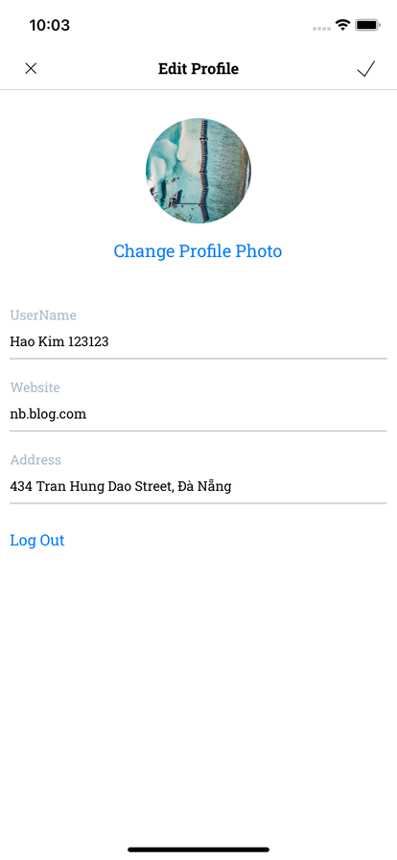 10:03
Edit Profile
Change Profile Photo
UserName
Hao Kim 123123
Website
nb.blog.com
Address
434 Tran Hung Dao Street, Đà Nẵng
Log Out